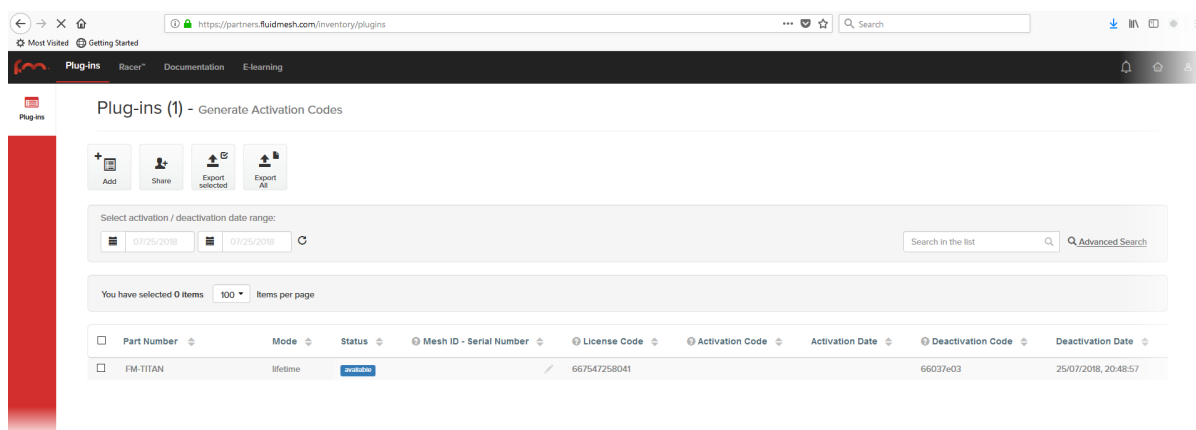 https://partners.fluidmesh.com/inventory/plugins
Search
Most Visited Getting Started
fm. Plug-ins Racer™ Documentation E-learning
Plug-ins
Plug-ins (1) - Generate Activation Codes
Add Share Export selected Export All
Select activation / deactivation date range:
07/25/2018 07/25/2018 Search in the list Advanced Search
You have selected 0 items 100 Items per page
Part Number Mode Status Mesh ID - Serial Number License Code Activation Code Activation Date Deactivation Code Deactivation Date
FM-TITAN lifetime available 667547258041 66037e03 25/07/2018, 20:48:57